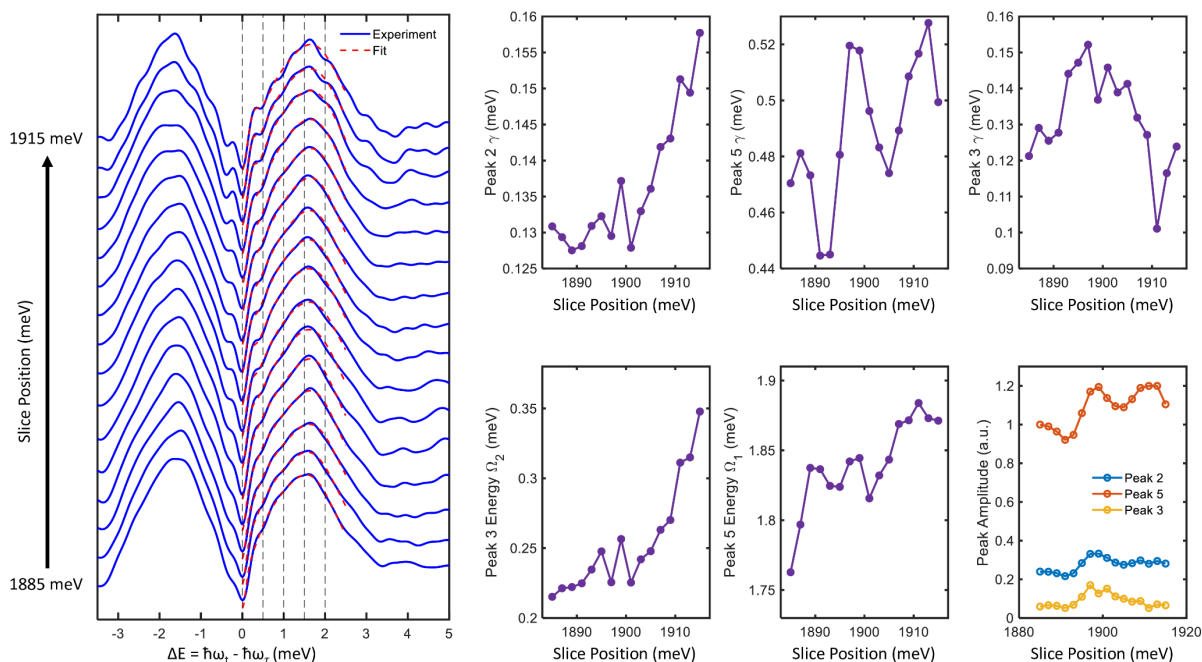 Experiment
Fit
1915 meV
Slice Position (meV)
1885 meV
-3 -2 -1 0 1 2 3 4 5
ΔE = ħωt - ħωr (meV)
0.16
0.155
0.15
0.145
0.14
0.135
0.13
0.125
Peak 2 γ (meV)
1890 1900 1910
Slice Position (meV)
0.52
0.5
0.48
0.46
0.44
Peak 5 γ (meV)
1890 1900 1910
Slice Position (meV)
0.16
0.15
0.14
0.13
0.12
0.11
0.1
0.09
Peak 3 γ (meV)
1890 1900 1910
Slice Position (meV)
0.35
0.3
0.25
0.2
Peak 3 Energy Ω2 (meV)
1890 1900 1910
Slice Position (meV)
1.9
1.85
1.8
1.75
Peak 5 Energy Ω1 (meV)
1890 1900 1910
Slice Position (meV)
1.2
1
0.8
0.6
0.4
0.2
0
Peak Amplitude (a.u.)
Peak 2
Peak 5
Peak 3
1880 1900 1920
Slice Position (meV)